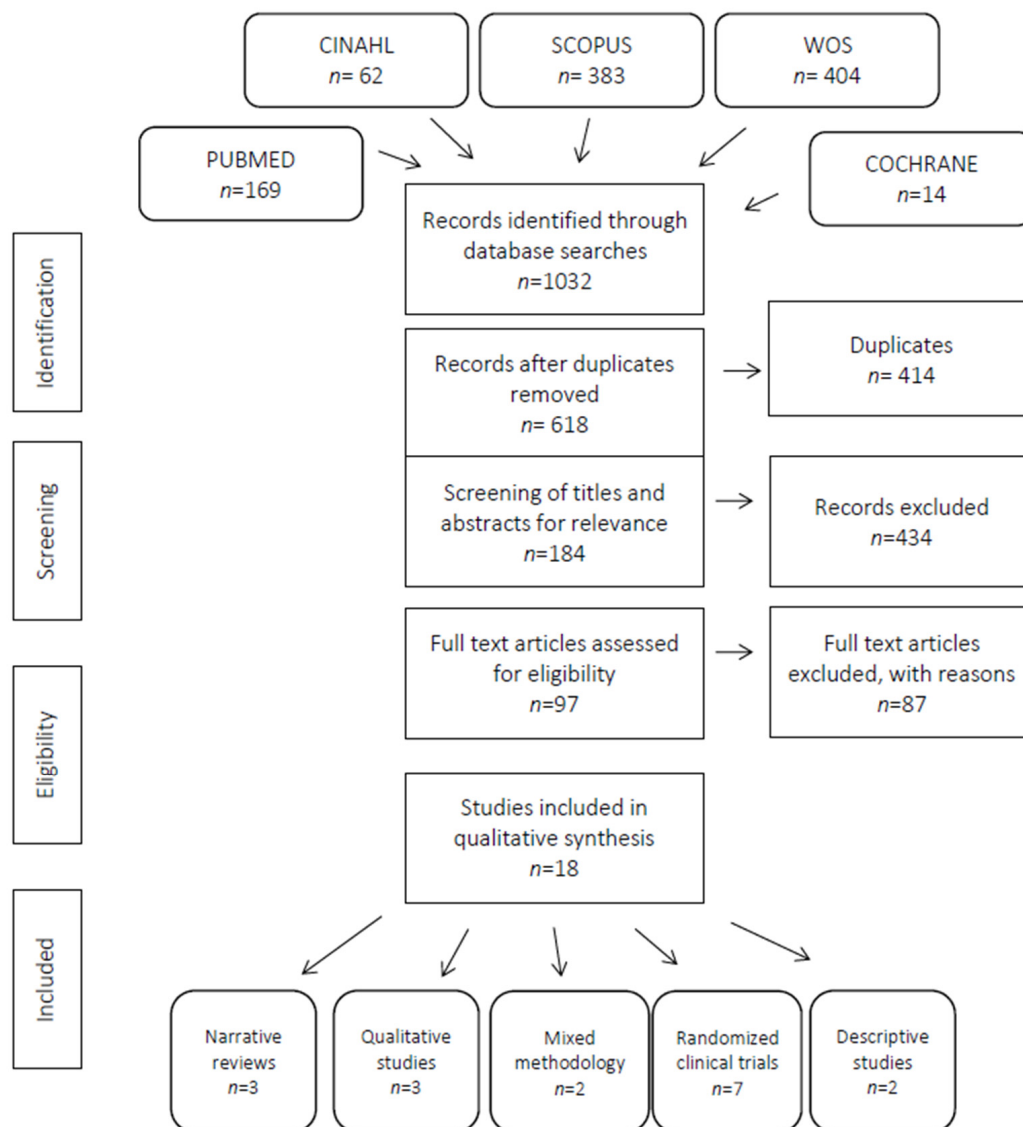 CINAHL
n= 62
SCOPUS
n= 383
WOS
n= 404
PUBMED
n=169
COCHRANE
n=14
Records identified through
database searches
n=1032
Identification
Records after duplicates
removed
n= 618
Duplicates
n= 414
Screening
Screening of titles and
abstracts for relevance
n=184
Records excluded
n=434
Eligibility
Full text articles assessed
for eligibility
n=97
Full text articles
excluded, with reasons
n=87
Included
Studies included in
qualitative synthesis
n=18
Narrative
reviews
n=3
Qualitative
studies
n=3
Mixed
methodology
n=2
Randomized
clinical trials
n=7
Descriptive
studies
n=2